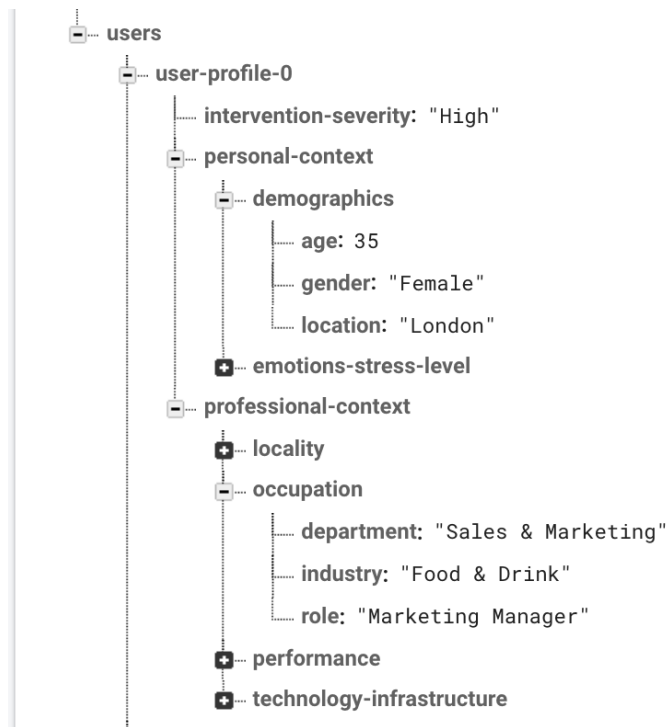 users
user-profile-0
intervention-severity: "High"
personal-context
demographics
age: 35
gender: "Female"
location: "London"
emotions-stress-level
professional-context
locality
occupation
department: "Sales & Marketing"
industry: "Food & Drink"
role: "Marketing Manager"
performance
technology-infrastructure